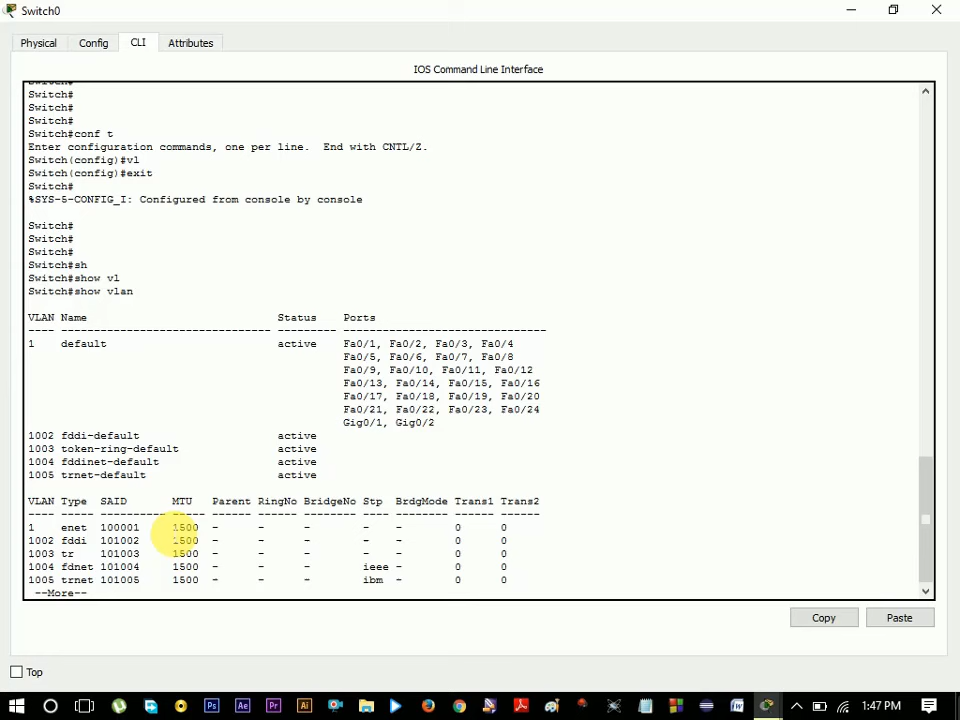 Switch0
Physical Config CLI Attributes
IOS Command Line Interface
Switch#
Switch#
Switch#
Switch#
Switch#conf t
Enter configuration commands, one per line.  End with CNTL/Z.
Switch(config)#vl
Switch(config)#exit
Switch#
%SYS-5-CONFIG_I: Configured from console by console
Switch#
Switch#
Switch#
Switch#sh
Switch#show vl
Switch#show vlan
VLAN Name                             Status    Ports
---- -------------------------------- --------- -------------------------------
1    default                          active    Fa0/1, Fa0/2, Fa0/3, Fa0/4
                                                Fa0/5, Fa0/6, Fa0/7, Fa0/8
                                                Fa0/9, Fa0/10, Fa0/11, Fa0/12
                                                Fa0/13, Fa0/14, Fa0/15, Fa0/16
                                                Fa0/17, Fa0/18, Fa0/19, Fa0/20
                                                Fa0/21, Fa0/22, Fa0/23, Fa0/24
                                                Gig0/1, Gig0/2
1002 fddi-default                     active
1003 token-ring-default               active
1004 fddinet-default                  active
1005 trnet-default                    active
VLAN Type  SAID       MTU   Parent RingNo BridgeNo Stp  BrdgMode Trans1 Trans2
---- ----- ---------- ----- ------ ------ -------- ---- -------- ------ ------
1    enet  100001     1500  -      -      -        -    -        0      0
1002 fddi  101002     1500  -      -      -        -    -        0      0
1003 tr    101003     1500  -      -      -        -    -        0      0
1004 fdnet 101004     1500  -      -      -        ieee -        0      0
1005 trnet 101005     1500  -      -      -        ibm  -        0      0
 --More--
Copy Paste
Top
Ps Ae Pr Ai W 1:47 PM